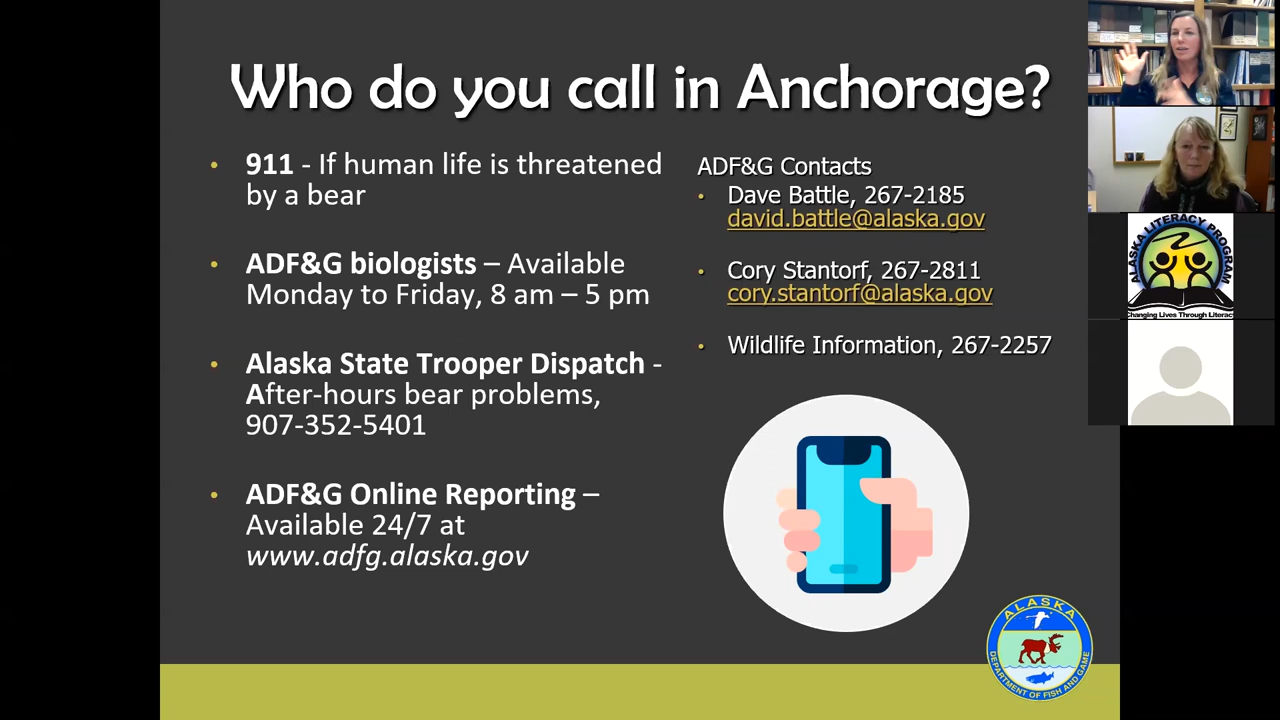 Who do you call in Anchorage?
• 911 - If human life is threatened
by a bear
• ADF&G biologists – Available
Monday to Friday, 8 am – 5 pm
• Alaska State Trooper Dispatch -
After-hours bear problems,
907-352-5401
• ADF&G Online Reporting –
Available 24/7 at
www.adfg.alaska.gov
ADF&G Contacts
• Dave Battle, 267-2185
david.battle@alaska.gov
• Cory Stantorf, 267-2811
cory.stantorf@alaska.gov
• Wildlife Information, 267-2257
ALASKA
DEPARTMENT OF FISH AND GAME
ALASKA LITERACY PROGRAM
Changing Lives Through Literacy